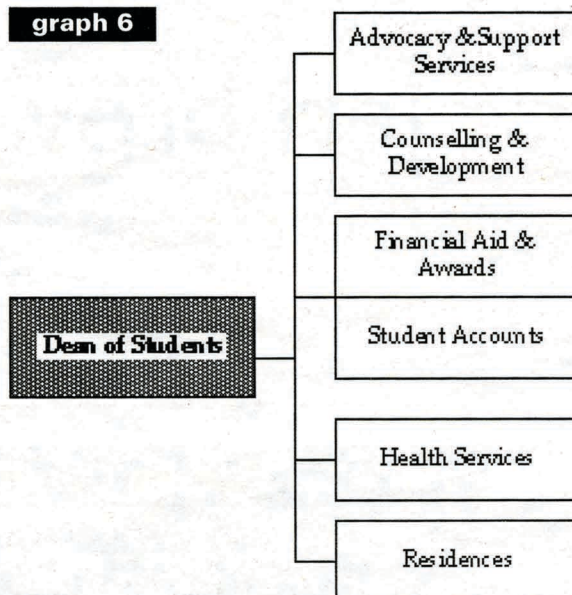 graph 6
Advocacy & Support
Services
Counselling &
Development
Financial Aid &
Awards
Dean of Students
Student Accounts
Health Services
Residences